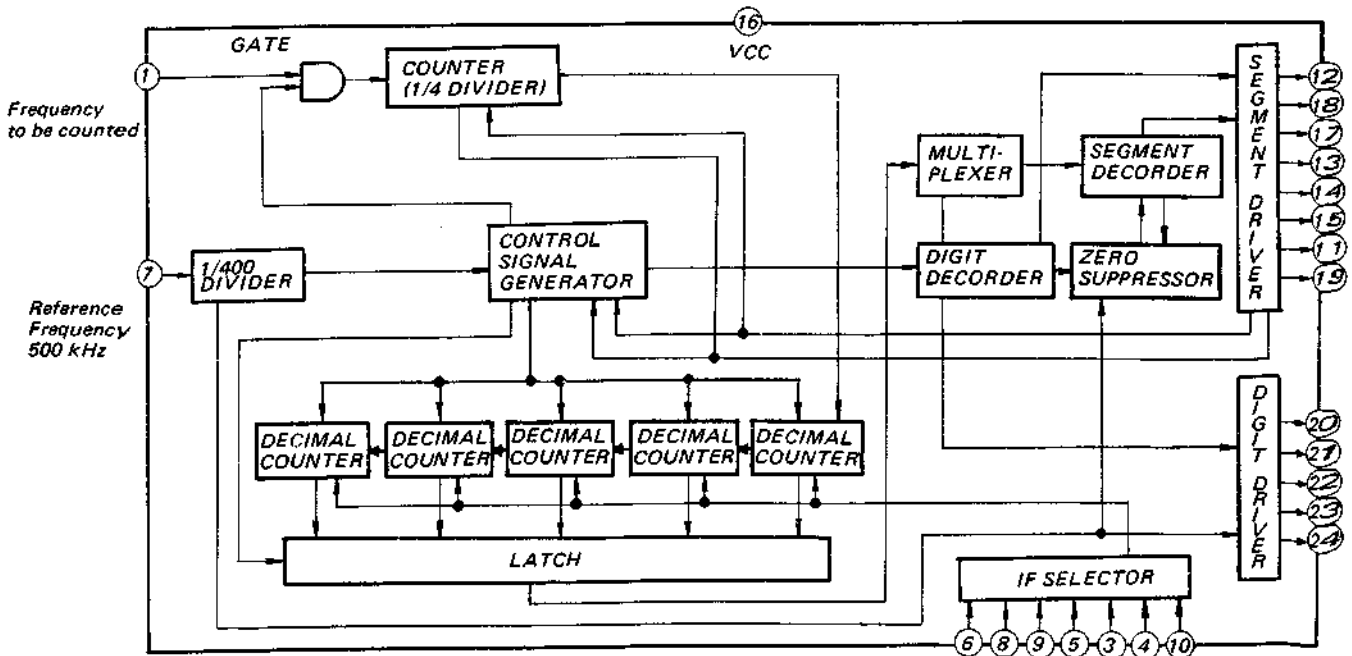 16
GATE
VCC
1
COUNTER
(1/4 DIVIDER)
Frequency
to be counted
MULTI-
PLEXER
SEGMENT
DECORDER
SEGMENT DRIVER
12
18
17
13
14
15
11
19
7
1/400
DIVIDER
CONTROL
SIGNAL
GENERATOR
DIGIT
DECORDER
ZERO
SUPPRESSOR
Reference
Frequency
500 kHz
DECIMAL
COUNTER
DECIMAL
COUNTER
DECIMAL
COUNTER
DECIMAL
COUNTER
DECIMAL
COUNTER
DIGIT DRIVER
20
21
22
23
24
LATCH
IF SELECTOR
6
8
9
5
3
4
10